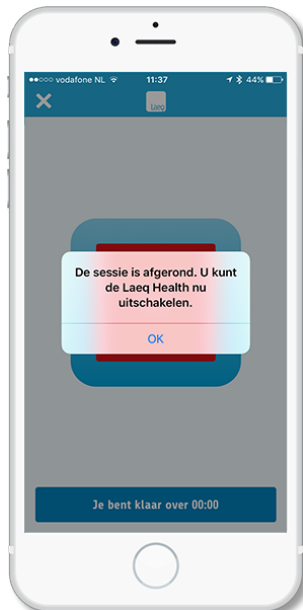 vodafone NL 11:37 44%
Laeq
De sessie is afgerond. U kunt
de Laeq Health nu
uitschakelen.
OK
Je bent klaar over 00:00